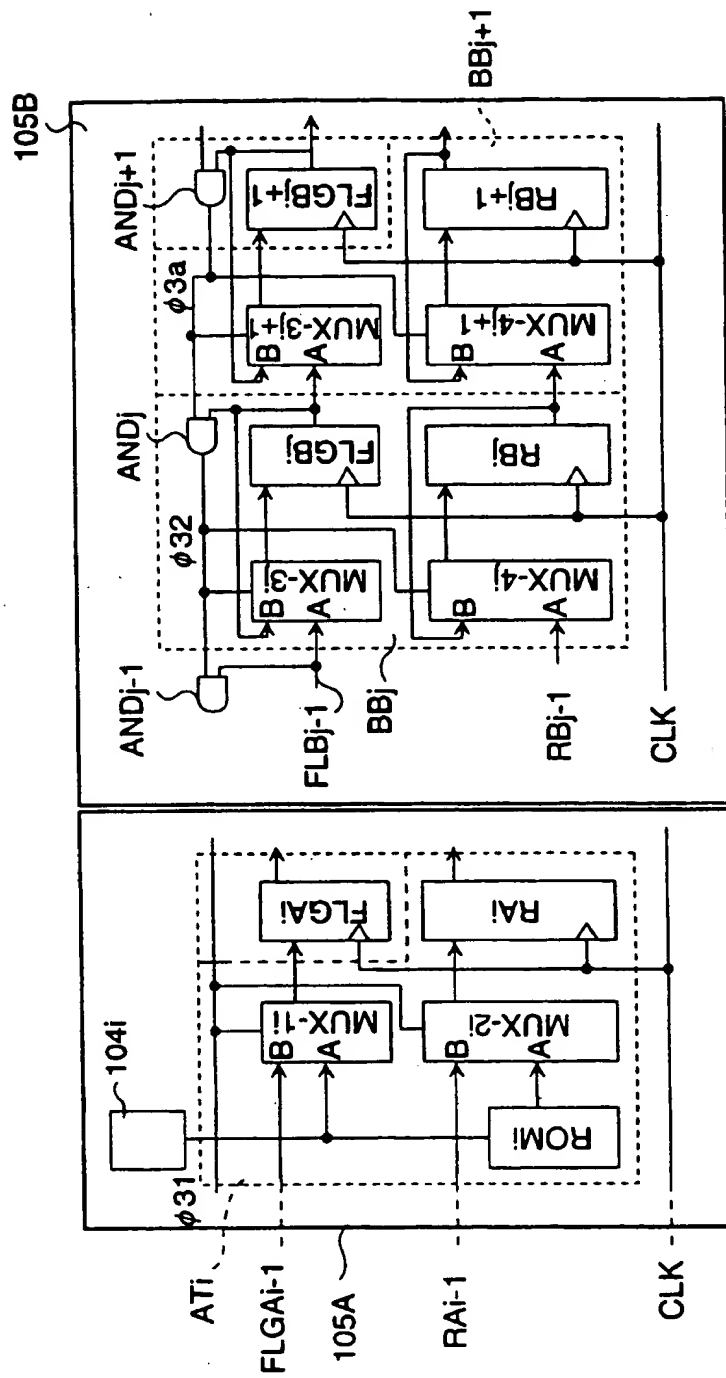 105B
ANDj+1
φ3a
ANDj
φ32
ANDj-1
B
A
MUX-3j
FLGBj
B
A
MUX-3j+1
FLGBj+1
FLBj-1
BBj
BBj+1
B
A
MUX-4j
RBj
B
A
MUX-4j+1
RBj+1
RBj-1
CLK
104i
φ31
ATi
FLGAi-1
105A
RAi-1
B
A
MUX-1i
FLGAi
B
A
MUX-2i
RAi
ROMi
CLK